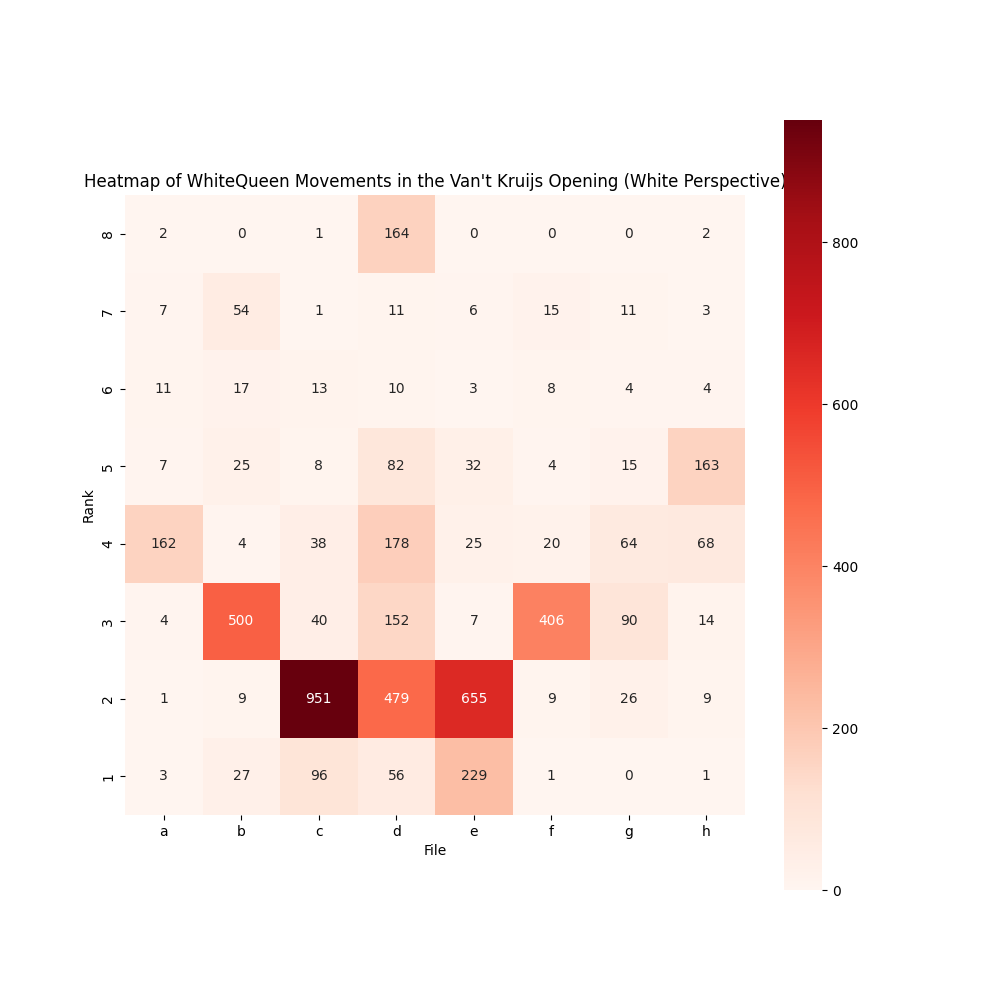 Heatmap of WhiteQueen Movements in the Van't Kruijs Opening (White Perspective)
8 2 0 1 164 0 0 0 2
800
7 7 54 1 11 6 15 11 3
6 11 17 13 10 3 8 4 4
600
5 7 25 8 82 32 4 15 163
Rank
4 162 4 38 178 25 20 64 68
400
3 4 500 40 152 7 406 90 14
2 1 9 951 479 655 9 26 9
200
1 3 27 96 56 229 1 0 1
a b c d e f g h
File
0